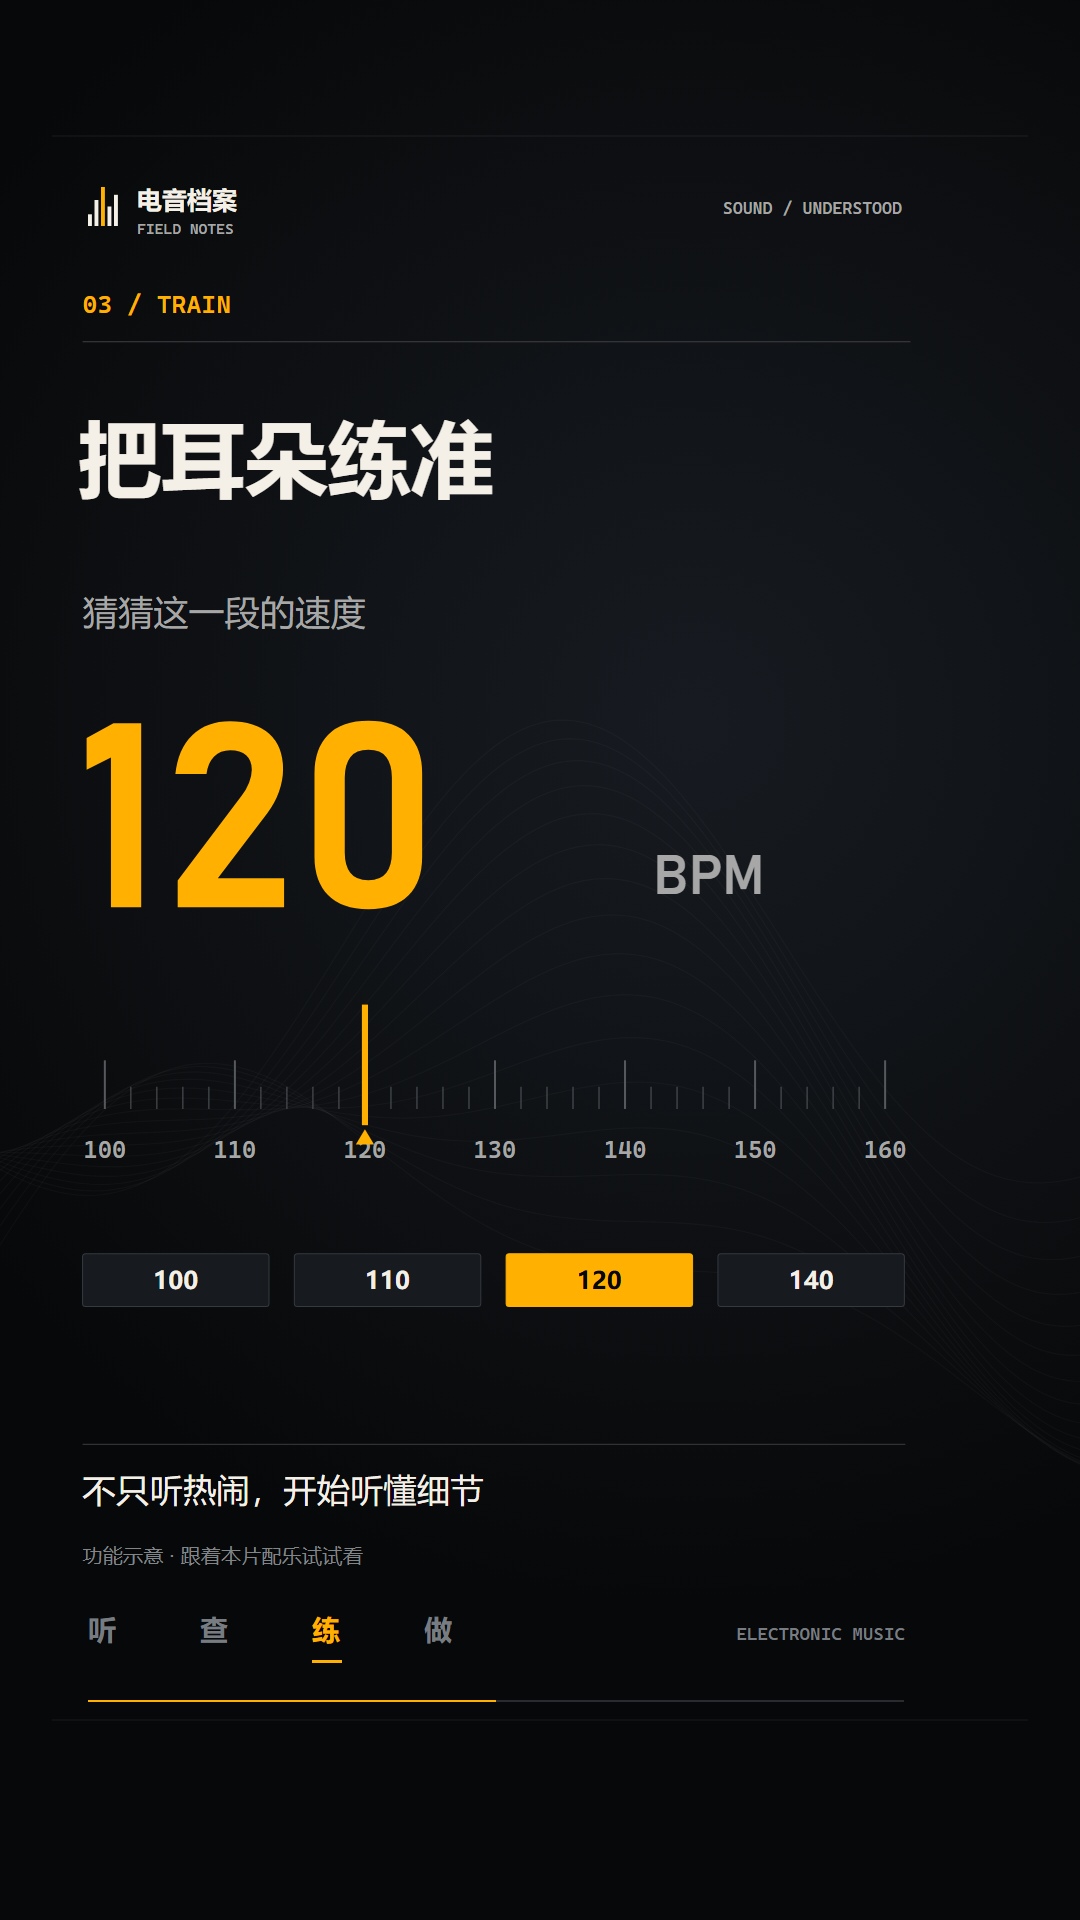 电音档案
FIELD NOTES
SOUND / UNDERSTOOD
03 / TRAIN
把耳朵练准
猜猜这一段的速度
120 BPM
100 110 120 130 140 150 160
100 110 120 140
不只听热闹，开始听懂细节
功能示意 · 跟着本片配乐试试看
听 查 练 做
ELECTRONIC MUSIC